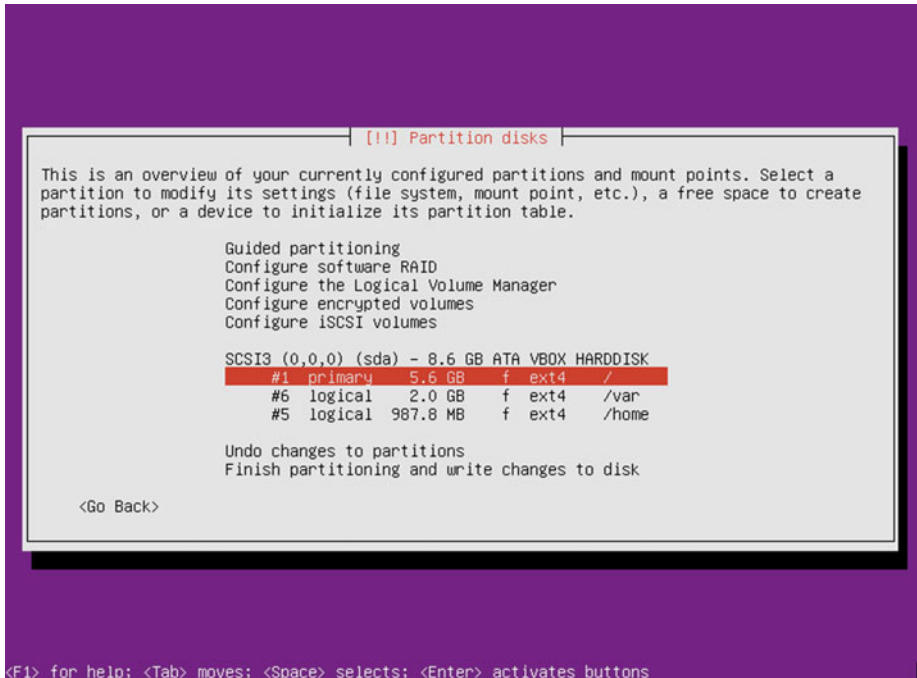 [!!] Partition disks
This is an overview of your currently configured partitions and mount points. Select a
partition to modify its settings (file system, mount point, etc.), a free space to create
partitions, or a device to initialize its partition table.
Guided partitioning
Configure software RAID
Configure the Logical Volume Manager
Configure encrypted volumes
Configure iSCSI volumes
SCSI3 (0,0,0) (sda) - 8.6 GB ATA VBOX HARDDISK
#1 primary 5.6 GB f ext4 /
#6 logical 2.0 GB f ext4 /var
#5 logical 987.8 MB f ext4 /home
Undo changes to partitions
Finish partitioning and write changes to disk
<Go Back>
<F1> for help; <Tab> moves; <Space> selects; <Enter> activates buttons